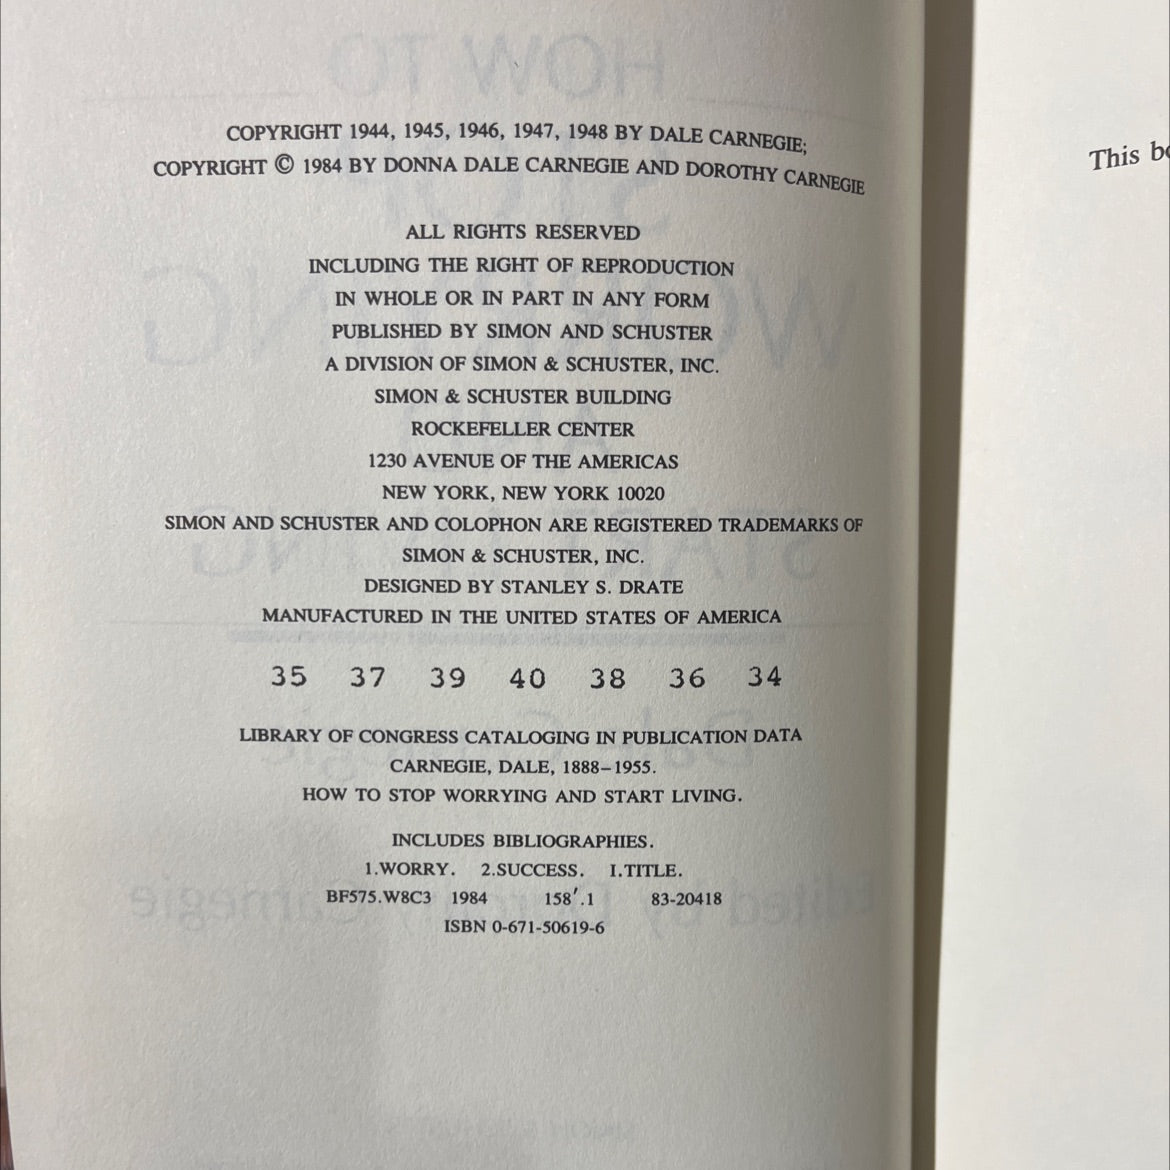 COPYRIGHT 1944, 1945, 1946, 1947, 1948 BY DALE CARNEGIE;
COPYRIGHT © 1984 BY DONNA DALE CARNEGIE AND DOROTHY CARNEGIE
ALL RIGHTS RESERVED
INCLUDING THE RIGHT OF REPRODUCTION
IN WHOLE OR IN PART IN ANY FORM
PUBLISHED BY SIMON AND SCHUSTER
A DIVISION OF SIMON & SCHUSTER, INC.
SIMON & SCHUSTER BUILDING
ROCKEFELLER CENTER
1230 AVENUE OF THE AMERICAS
NEW YORK, NEW YORK 10020
SIMON AND SCHUSTER AND COLOPHON ARE REGISTERED TRADEMARKS OF
SIMON & SCHUSTER, INC.
DESIGNED BY STANLEY S. DRATE
MANUFACTURED IN THE UNITED STATES OF AMERICA
35 37 39 40 38 36 34
LIBRARY OF CONGRESS CATALOGING IN PUBLICATION DATA
CARNEGIE, DALE, 1888–1955.
HOW TO STOP WORRYING AND START LIVING.
INCLUDES BIBLIOGRAPHIES.
1.WORRY. 2.SUCCESS. I.TITLE.
BF575.W8C3 1984 158′.1 83-20418
ISBN 0-671-50619-6
This